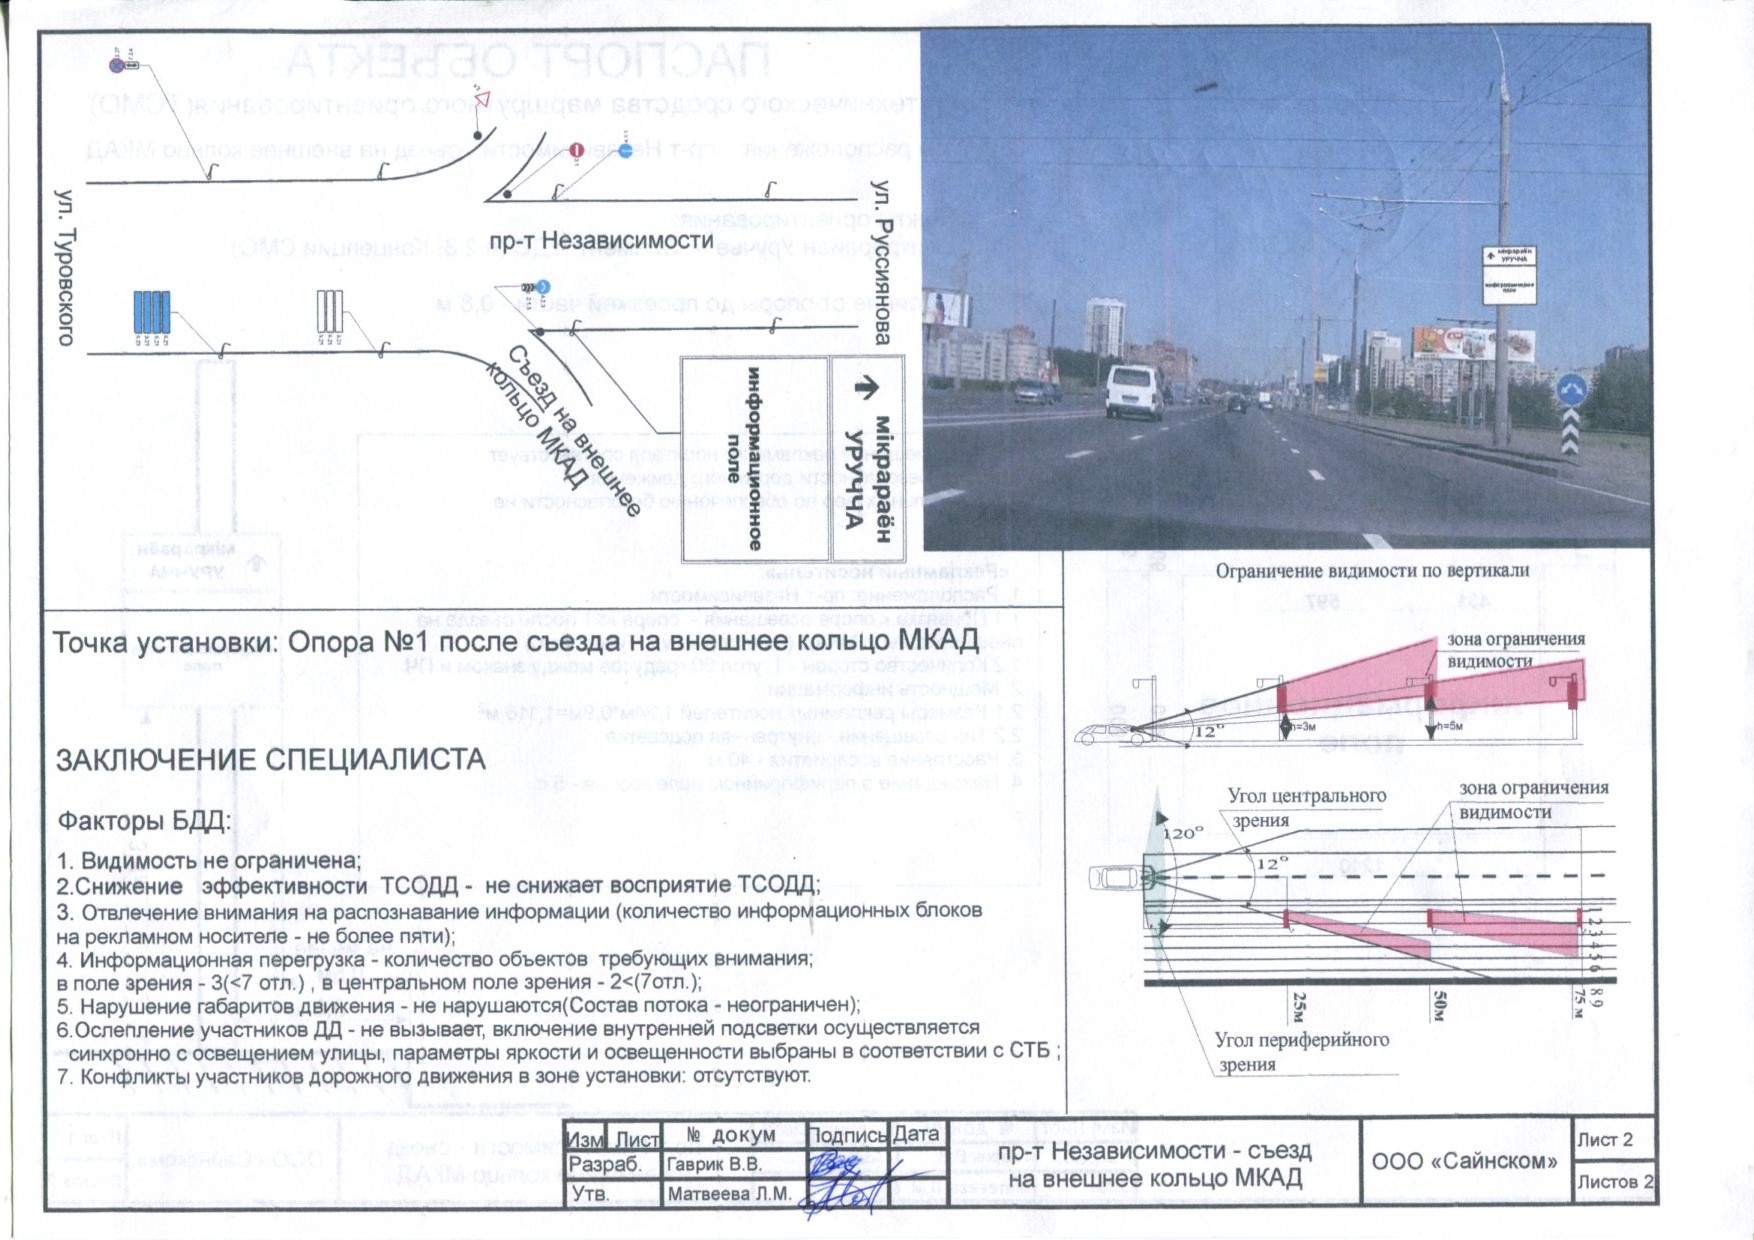 ул. Туровского
пр-т Независимости
ул. Русиянова
Съезд на внешнее
кольцо МКАД
мікрараён
УРУЧЧА
информационное
поле
мікрараён
УРУЧЧА
информационное
поле
Точка установки: Опора №1 после съезда на внешнее кольцо МКАД
ЗАКЛЮЧЕНИЕ СПЕЦИАЛИСТА
Факторы БДД:
1. Видимость не ограничена;
2.Снижение эффективности ТСОДД - не снижает восприятие ТСОДД;
3. Отвлечение внимания на распознавание информации (количество информационных блоков
на рекламном носителе - не более пяти);
4. Информационная перегрузка - количество объектов требующих внимания;
в поле зрения - 3(<7 отл.) , в центральном поле зрения - 2<(7отл.);
5. Нарушение габаритов движения - не нарушаются(Состав потока - неограничен);
6.Ослепление участников ДД - не вызывает, включение внутренней подсветки осуществляется
синхронно с освещением улицы, параметры яркости и освещенности выбраны в соответствии с СТБ ;
7. Конфликты участников дорожного движения в зоне установки: отсутствуют.
Ограничение видимости по вертикали
зона ограничения
видимости
12°
h=3м
h=5м
Угол центрального
зрения
зона ограничения
видимости
120°
12°
1 2 3 4 5 6 7 8 9
25м
50м
75м
Угол периферийного
зрения
Изм Лист № докум Подпись Дата
Разраб. Гаврик В.В.
Утв. Матвеева Л.М.
пр-т Независимости - съезд
на внешнее кольцо МКАД
ООО «Сайнском»
Лист 2
Листов 2